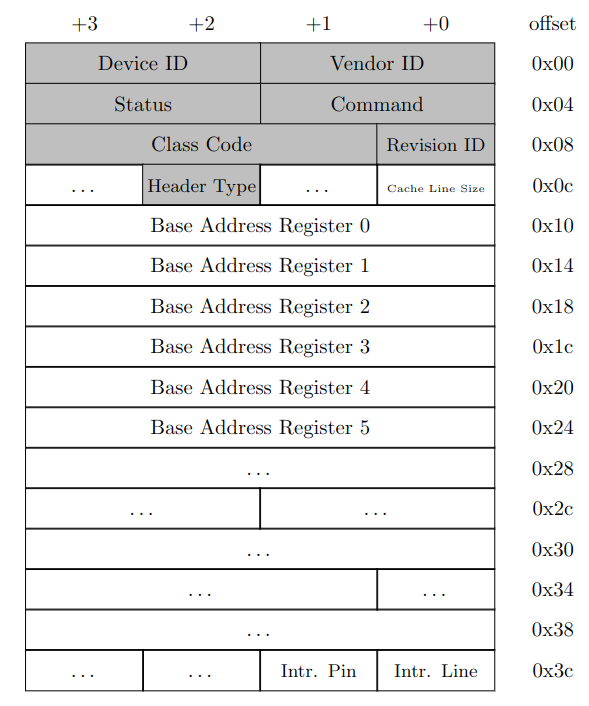 +3 +2 +1 +0 offset
Device ID Vendor ID 0x00
Status Command 0x04
Class Code Revision ID 0x08
... Header Type ... Cache Line Size 0x0c
Base Address Register 0 0x10
Base Address Register 1 0x14
Base Address Register 2 0x18
Base Address Register 3 0x1c
Base Address Register 4 0x20
Base Address Register 5 0x24
... 0x28
... ... 0x2c
... 0x30
... ... 0x34
... 0x38
... ... Intr. Pin Intr. Line 0x3c